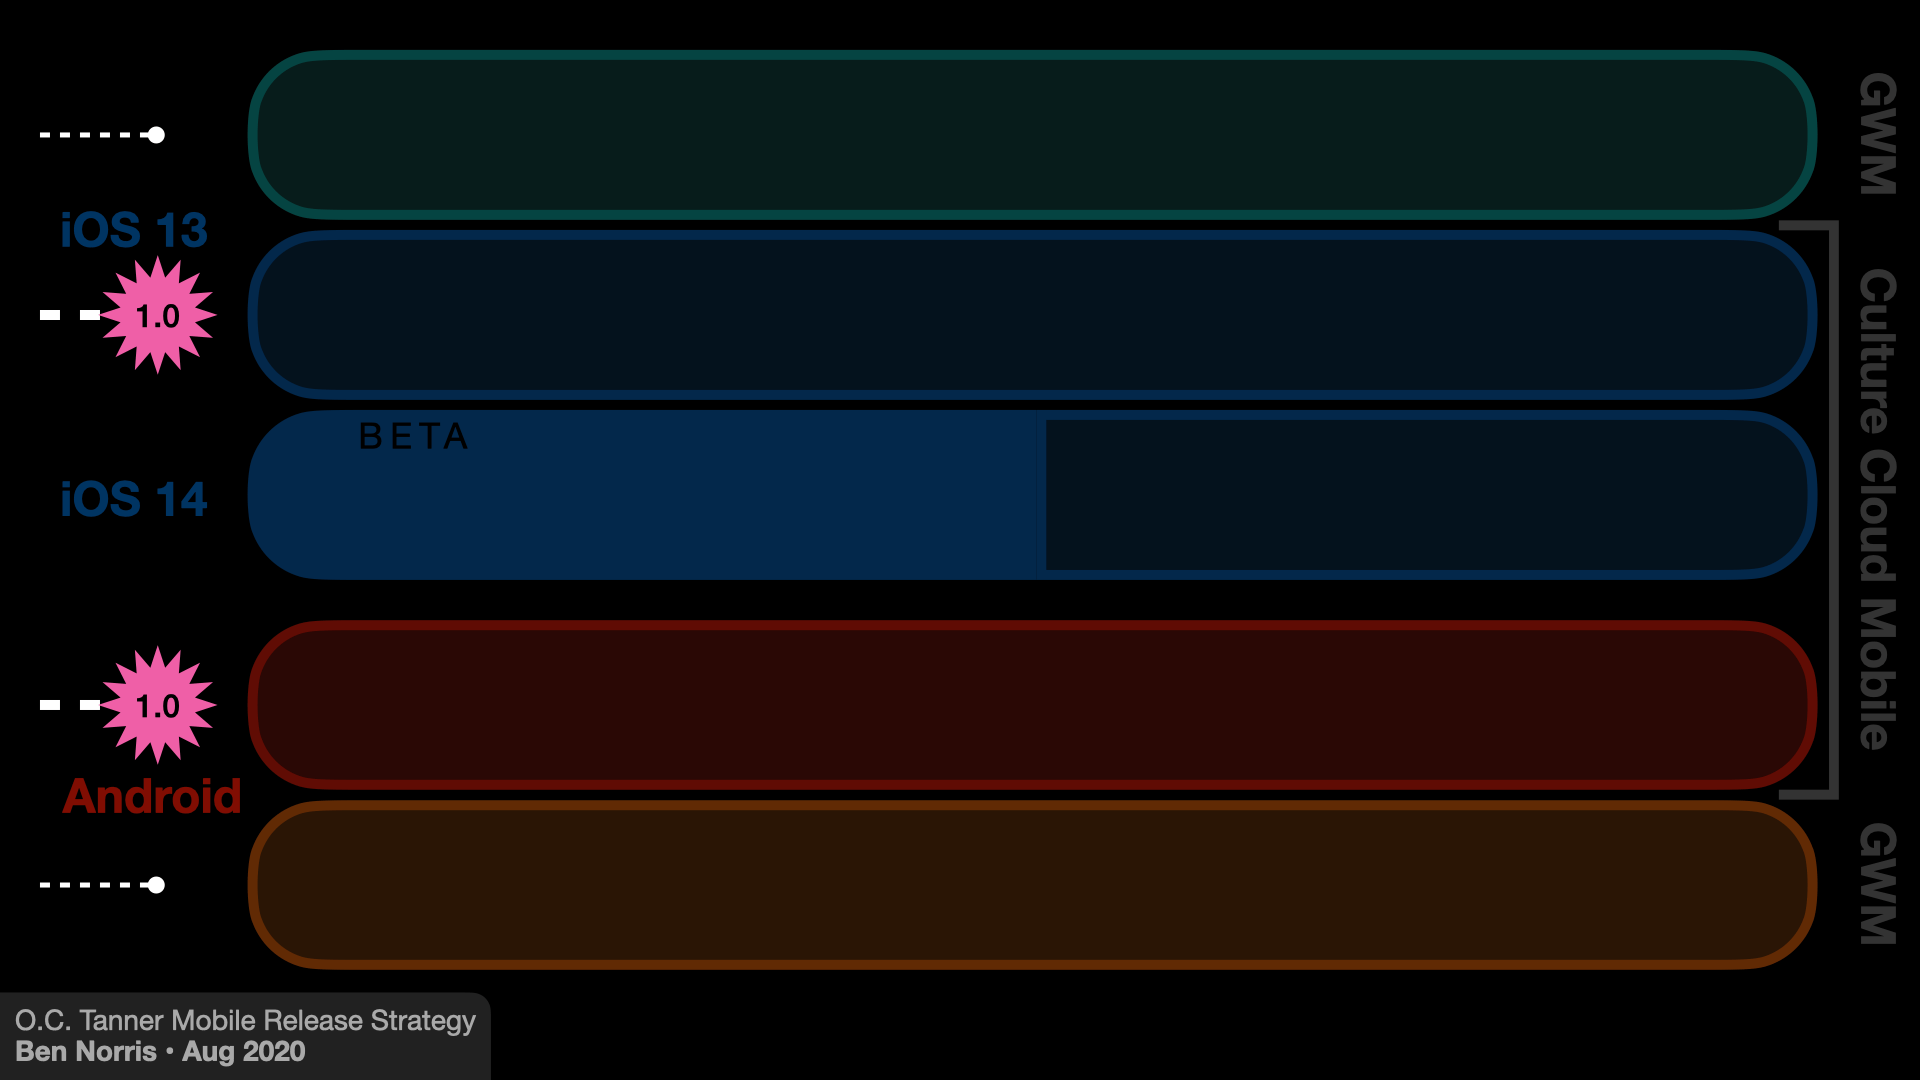 GWM
iOS 13
1.0
Culture Cloud Mobile
BETA
iOS 14
1.0
Android
GWM
O.C. Tanner Mobile Release Strategy
Ben Norris • Aug 2020